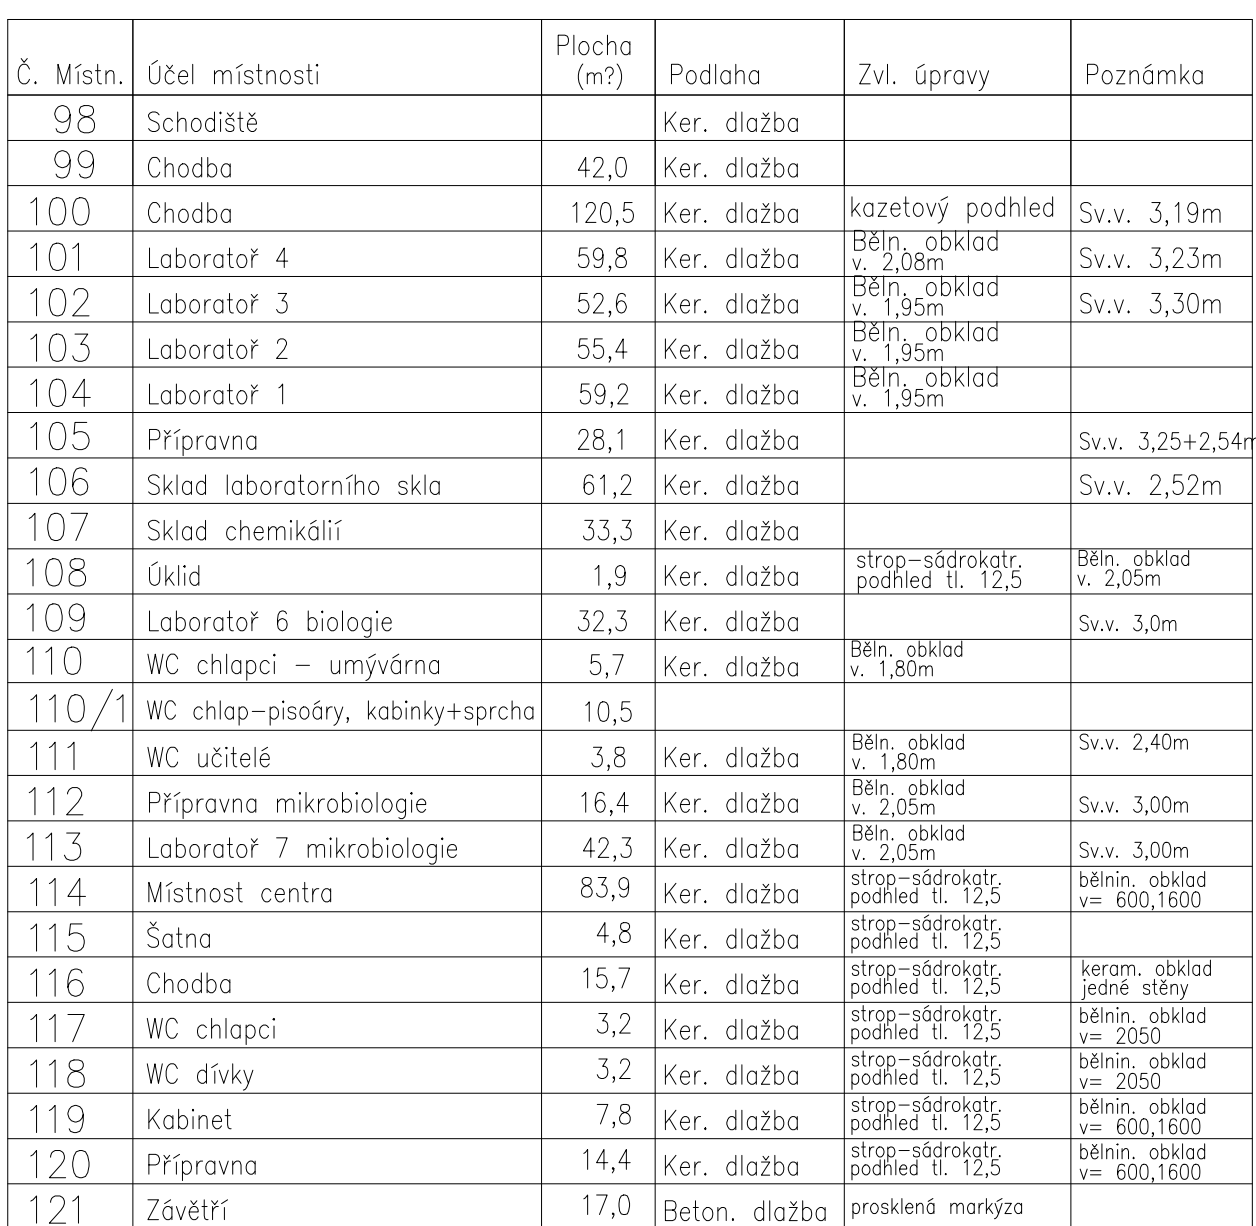 Č. Místn. Účel místnosti Plocha (m?) Podlaha Zvl. úpravy Poznámka
98 Schodiště Ker. dlažba
99 Chodba 42,0 Ker. dlažba
100 Chodba 120,5 Ker. dlažba kazetový podhled Sv.v. 3,19m
101 Laboratoř 4 59,8 Ker. dlažba Běln. obklad v. 2,08m Sv.v. 3,23m
102 Laboratoř 3 52,6 Ker. dlažba Běln. obklad v. 1,95m Sv.v. 3,30m
103 Laboratoř 2 55,4 Ker. dlažba Běln. obklad v. 1,95m
104 Laboratoř 1 59,2 Ker. dlažba Běln. obklad v. 1,95m
105 Přípravna 28,1 Ker. dlažba Sv.v. 3,25+2,54m
106 Sklad laboratorního skla 61,2 Ker. dlažba Sv.v. 2,52m
107 Sklad chemikálií 33,3 Ker. dlažba
108 Úklid 1,9 Ker. dlažba strop-sádrokatr. podhled tl. 12,5 Běln. obklad v. 2,05m
109 Laboratoř 6 biologie 32,3 Ker. dlažba Sv.v. 3,0m
110 WC chlapci - umývárna 5,7 Ker. dlažba Běln. obklad v. 1,80m
110/1 WC chlap-pisoáry, kabinky+sprcha 10,5
111 WC učitelé 3,8 Ker. dlažba Běln. obklad v. 1,80m Sv.v. 2,40m
112 Přípravna mikrobiologie 16,4 Ker. dlažba Běln. obklad v. 2,05m Sv.v. 3,00m
113 Laboratoř 7 mikrobiologie 42,3 Ker. dlažba Běln. obklad v. 2,05m Sv.v. 3,00m
114 Místnost centra 83,9 Ker. dlažba strop-sádrokatr. podhled tl. 12,5 bělnin. obklad v= 600,1600
115 Šatna 4,8 Ker. dlažba strop-sádrokatr. podhled tl. 12,5
116 Chodba 15,7 Ker. dlažba strop-sádrokatr. podhled tl. 12,5 keram. obklad jedné stěny
117 WC chlapci 3,2 Ker. dlažba strop-sádrokatr. podhled tl. 12,5 bělnin. obklad v= 2050
118 WC dívky 3,2 Ker. dlažba strop-sádrokatr. podhled tl. 12,5 bělnin. obklad v= 2050
119 Kabinet 7,8 Ker. dlažba strop-sádrokatr. podhled tl. 12,5 bělnin. obklad v= 600,1600
120 Přípravna 14,4 Ker. dlažba strop-sádrokatr. podhled tl. 12,5 bělnin. obklad v= 600,1600
121 Závětří 17,0 Beton. dlažba prosklená markýza